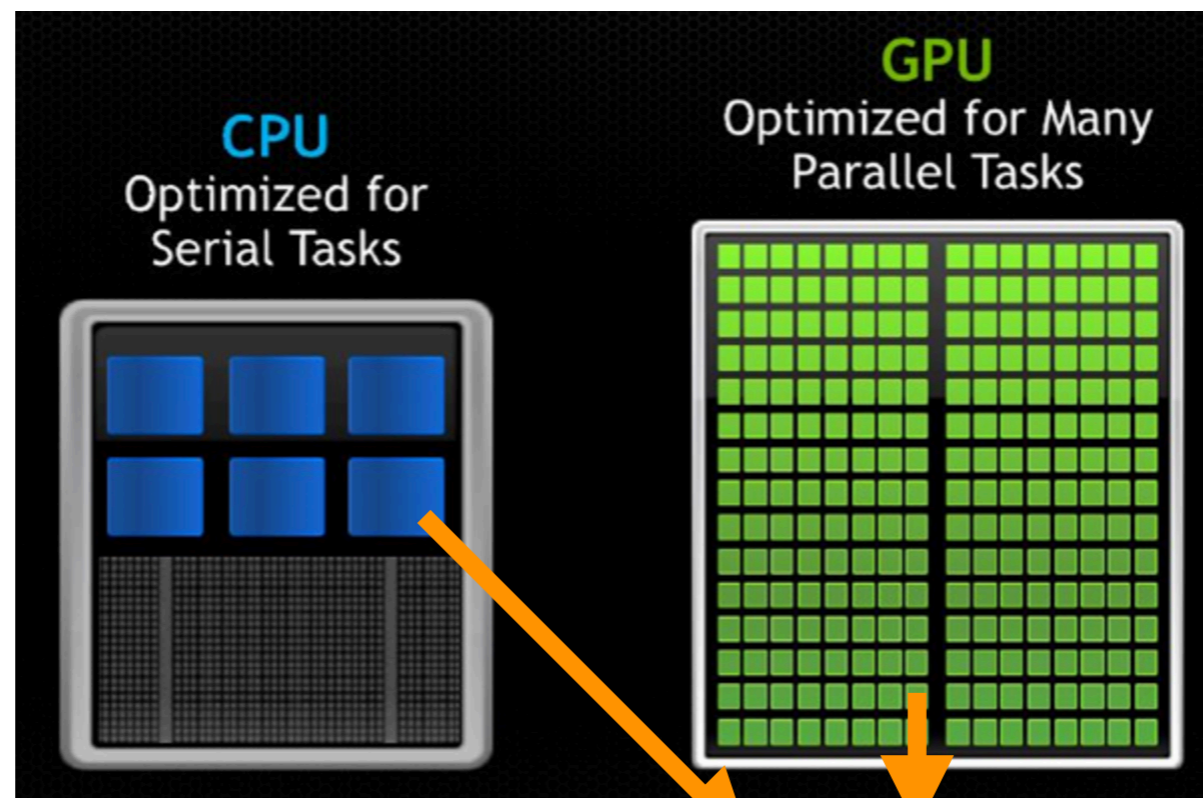 CPU
Optimized for
Serial Tasks
GPU
Optimized for Many
Parallel Tasks